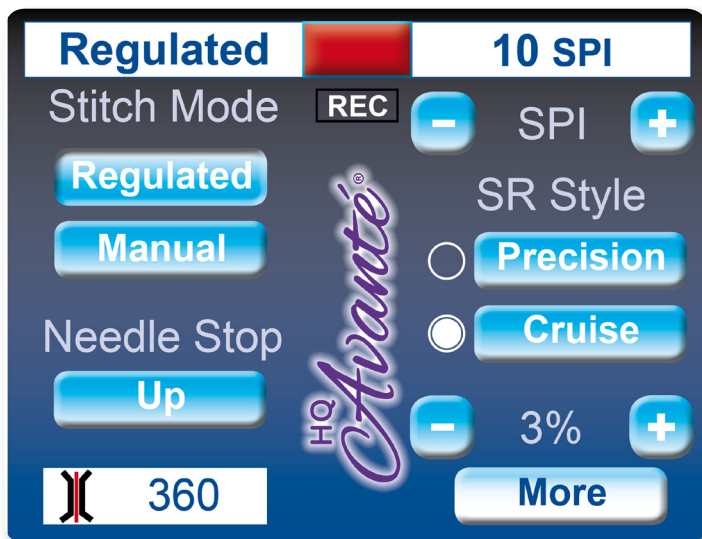 Regulated
10 SPI
Stitch Mode
REC
- SPI +
Regulated
SR Style
Manual
Precision
Cruise
Needle Stop
Up
- 3% +
HQ Avanté®
360
More